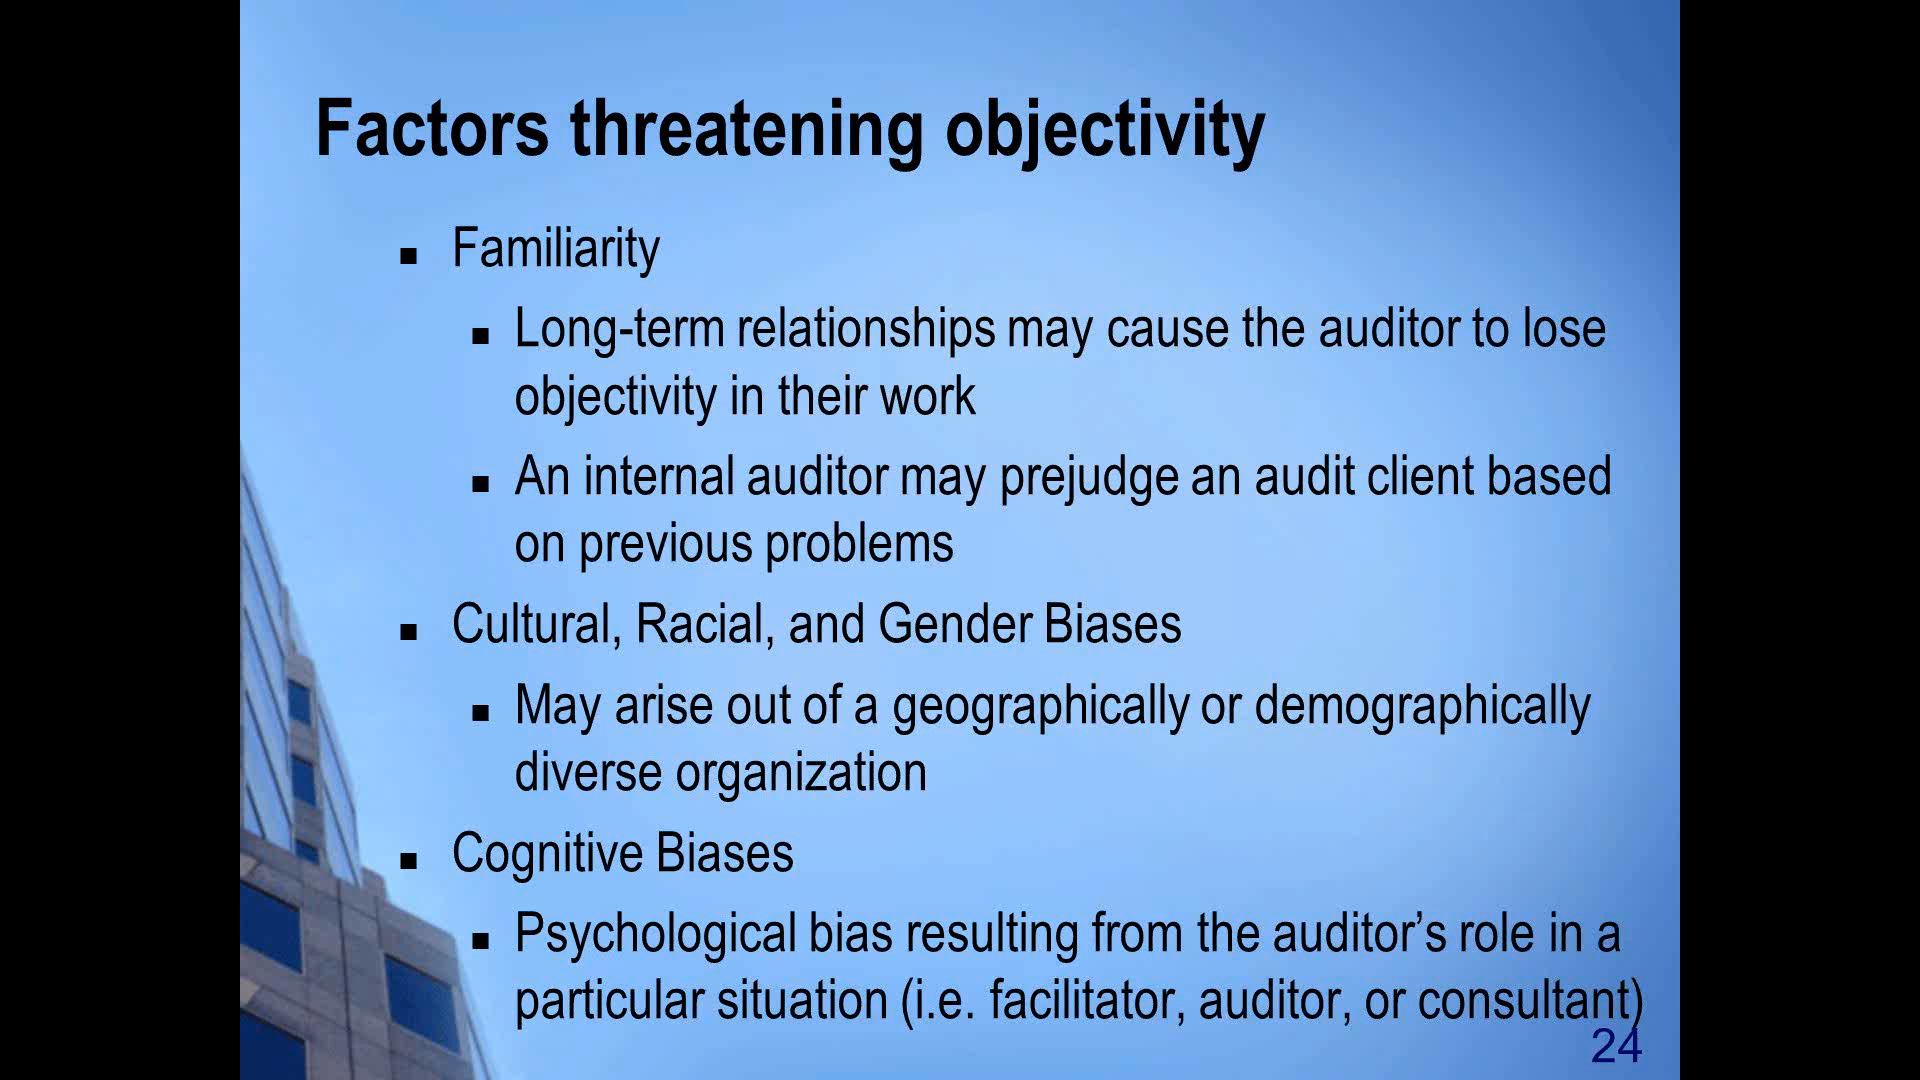 Factors threatening objectivity
■ Familiarity
■ Long-term relationships may cause the auditor to lose
objectivity in their work
■ An internal auditor may prejudge an audit client based
on previous problems
■ Cultural, Racial, and Gender Biases
■ May arise out of a geographically or demographically
diverse organization
■ Cognitive Biases
■ Psychological bias resulting from the auditor’s role in a
particular situation (i.e. facilitator, auditor, or consultant)
24